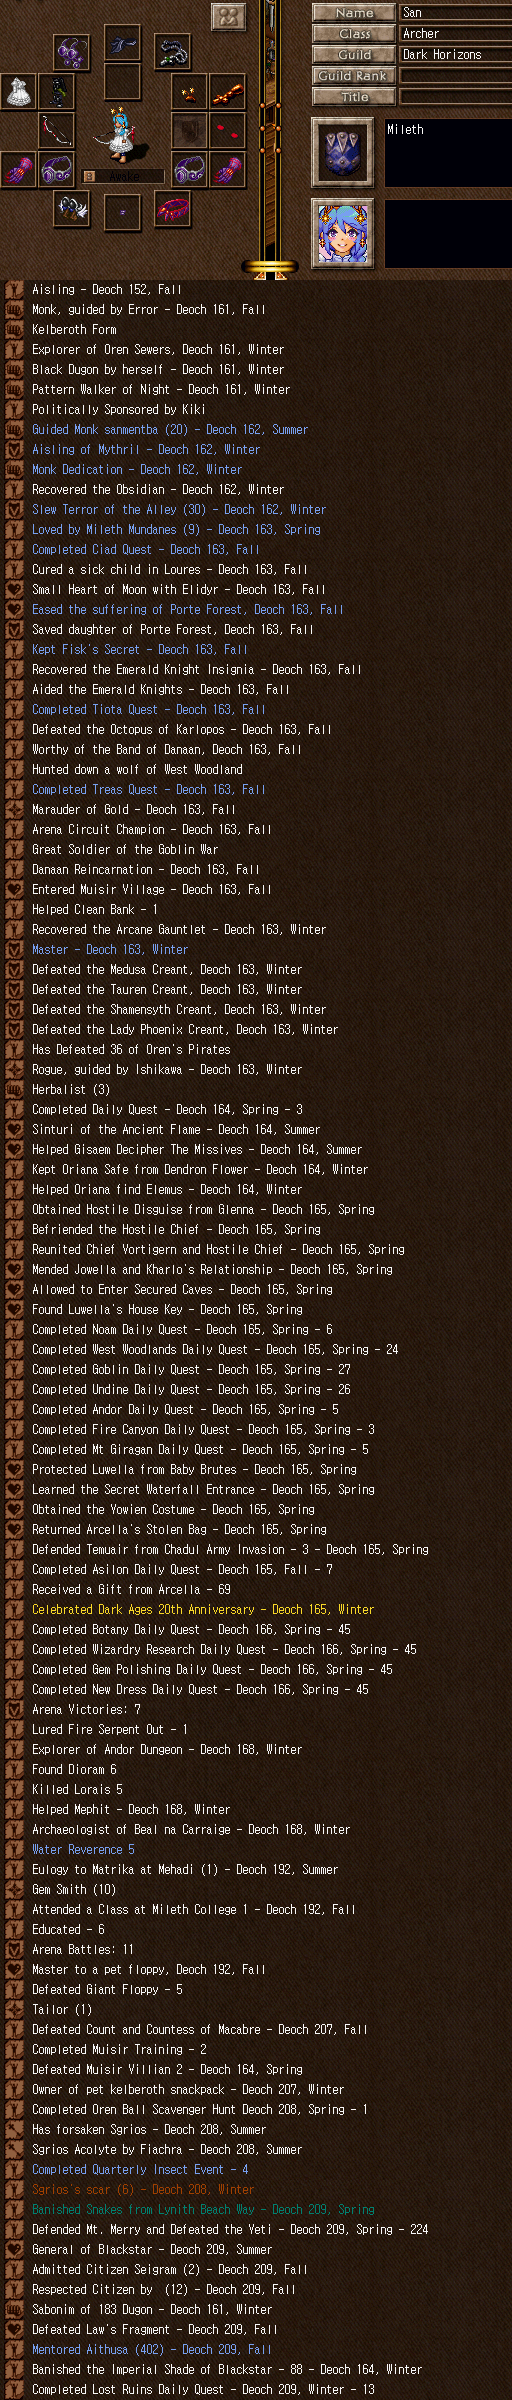 Name San
Class Archer
Guild Dark Horizons
Guild Rank
Title
Mileth
8 Awake
Aisling - Deoch 152, Fall
Monk, guided by Error - Deoch 161, Fall
Kelberoth Form
Explorer of Oren Sewers, Deoch 161, Winter
Black Dugon by herself - Deoch 161, Winter
Pattern Walker of Night - Deoch 161, Winter
Politically Sponsored by Kiki
Guided Monk sanmentba (20) - Deoch 162, Summer
Aisling of Mythril - Deoch 162, Winter
Monk Dedication - Deoch 162, Winter
Recovered the Obsidian - Deoch 162, Winter
Slew Terror of the Alley (30) - Deoch 162, Winter
Loved by Mileth Mundanes (9) - Deoch 163, Spring
Completed Ciad Quest - Deoch 163, Fall
Cured a sick child in Loures - Deoch 163, Fall
Small Heart of Moon with Elidyr - Deoch 163, Fall
Eased the suffering of Porte Forest, Deoch 163, Fall
Saved daughter of Porte Forest, Deoch 163, Fall
Kept Fisk's Secret - Deoch 163, Fall
Recovered the Emerald Knight Insignia - Deoch 163, Fall
Aided the Emerald Knights - Deoch 163, Fall
Completed Tiota Quest - Deoch 163, Fall
Defeated the Octopus of Karlopos - Deoch 163, Fall
Worthy of the Band of Danaan, Deoch 163, Fall
Hunted down a wolf of West Woodland
Completed Treas Quest - Deoch 163, Fall
Marauder of Gold - Deoch 163, Fall
Arena Circuit Champion - Deoch 163, Fall
Great Soldier of the Goblin War
Danaan Reincarnation - Deoch 163, Fall
Entered Muisir Village - Deoch 163, Fall
Helped Clean Bank - 1
Recovered the Arcane Gauntlet - Deoch 163, Winter
Master - Deoch 163, Winter
Defeated the Medusa Creant, Deoch 163, Winter
Defeated the Tauren Creant, Deoch 163, Winter
Defeated the Shamensyth Creant, Deoch 163, Winter
Defeated the Lady Phoenix Creant, Deoch 163, Winter
Has Defeated 36 of Oren's Pirates
Rogue, guided by Ishikawa - Deoch 163, Winter
Herbalist (3)
Completed Daily Quest - Deoch 164, Spring - 3
Sinturi of the Ancient Flame - Deoch 164, Summer
Helped Gisaem Decipher The Missives - Deoch 164, Summer
Kept Oriana Safe from Dendron Flower - Deoch 164, Winter
Helped Oriana find Elemus - Deoch 164, Winter
Obtained Hostile Disguise from Glenna - Deoch 165, Spring
Befriended the Hostile Chief - Deoch 165, Spring
Reunited Chief Vortigern and Hostile Chief - Deoch 165, Spring
Mended Jowella and Kharlo's Relationship - Deoch 165, Spring
Allowed to Enter Secured Caves - Deoch 165, Spring
Found Luwella's House Key - Deoch 165, Spring
Completed Noam Daily Quest - Deoch 165, Spring - 6
Completed West Woodlands Daily Quest - Deoch 165, Spring - 24
Completed Goblin Daily Quest - Deoch 165, Spring - 27
Completed Undine Daily Quest - Deoch 165, Spring - 26
Completed Andor Daily Quest - Deoch 165, Spring - 5
Completed Fire Canyon Daily Quest - Deoch 165, Spring - 3
Completed Mt Giragan Daily Quest - Deoch 165, Spring - 5
Protected Luwella from Baby Brutes - Deoch 165, Spring
Learned the Secret Waterfall Entrance - Deoch 165, Spring
Obtained the Yowien Costume - Deoch 165, Spring
Returned Arcella's Stolen Bag - Deoch 165, Spring
Defended Temuair from Chadul Army Invasion - 3 - Deoch 165, Spring
Completed Asilon Daily Quest - Deoch 165, Fall - 7
Received a Gift from Arcella - 69
Celebrated Dark Ages 20th Anniversary - Deoch 165, Winter
Completed Botany Daily Quest - Deoch 166, Spring - 45
Completed Wizardry Research Daily Quest - Deoch 166, Spring - 45
Completed Gem Polishing Daily Quest - Deoch 166, Spring - 45
Completed New Dress Daily Quest - Deoch 166, Spring - 45
Arena Victories: 7
Lured Fire Serpent Out - 1
Explorer of Andor Dungeon - Deoch 168, Winter
Found Dioram 6
Killed Lorais 5
Helped Mephit - Deoch 168, Winter
Archaeologist of Beal na Carraige - Deoch 168, Winter
Water Reverence 5
Eulogy to Matrika at Mehadi (1) - Deoch 192, Summer
Gem Smith (10)
Attended a Class at Mileth College 1 - Deoch 192, Fall
Educated - 6
Arena Battles: 11
Master to a pet floppy, Deoch 192, Fall
Defeated Giant Floppy - 5
Tailor (1)
Defeated Count and Countess of Macabre - Deoch 207, Fall
Completed Muisir Training - 2
Defeated Muisir Villian 2 - Deoch 164, Spring
Owner of pet kelberoth snackpack - Deoch 207, Winter
Completed Oren Ball Scavenger Hunt Deoch 208, Spring - 1
Has forsaken Sgrios - Deoch 208, Summer
Sgrios Acolyte by Fiachra - Deoch 208, Summer
Completed Quarterly Insect Event - 4
Sgrios's scar (6) - Deoch 208, Winter
Banished Snakes from Lynith Beach Way - Deoch 209, Spring
Defended Mt. Merry and Defeated the Yeti - Deoch 209, Spring - 224
General of Blackstar - Deoch 209, Summer
Admitted Citizen Seigram (2) - Deoch 209, Fall
Respected Citizen by (12) - Deoch 209, Fall
Sabonim of 183 Dugon - Deoch 161, Winter
Defeated Law's Fragment - Deoch 209, Fall
Mentored Aithusa (402) - Deoch 209, Fall
Banished the Imperial Shade of Blackstar - 88 - Deoch 164, Winter
Completed Lost Ruins Daily Quest - Deoch 209, Winter - 13